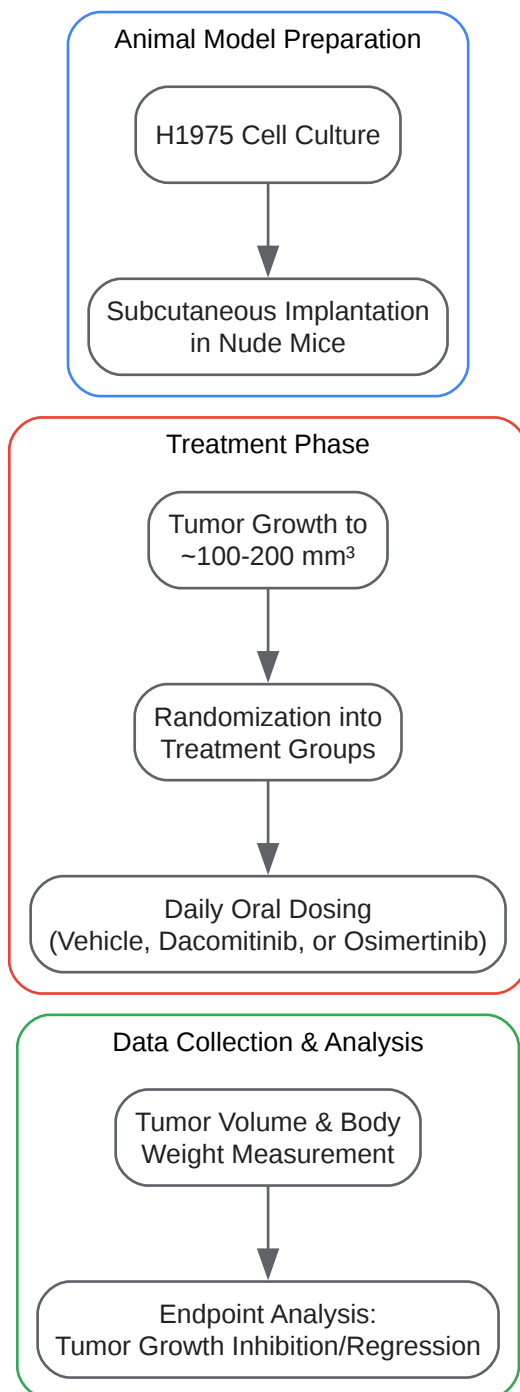 Animal Model Preparation
H1975 Cell Culture
Subcutaneous Implantation
in Nude Mice
Treatment Phase
Tumor Growth to
~100-200 mm³
Randomization into
Treatment Groups
Daily Oral Dosing
(Vehicle, Dacomitinib, or Osimertinib)
Data Collection & Analysis
Tumor Volume & Body
Weight Measurement
Endpoint Analysis:
Tumor Growth Inhibition/Regression